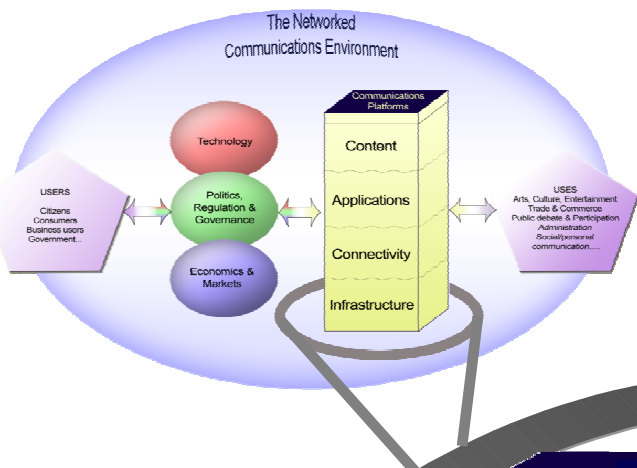 The Networked
Communications Environment
Communications
Platforms
Technology
Content
USERS
Citizens
Consumers
Business users
Government...
Politics,
Regulation &
Governance
Applications
USES
Arts, Culture, Entertainment
Trade & Commerce
Public debate & Participation
Administration
Social/personal
communication.....
Connectivity
Economics &
Markets
Infrastructure